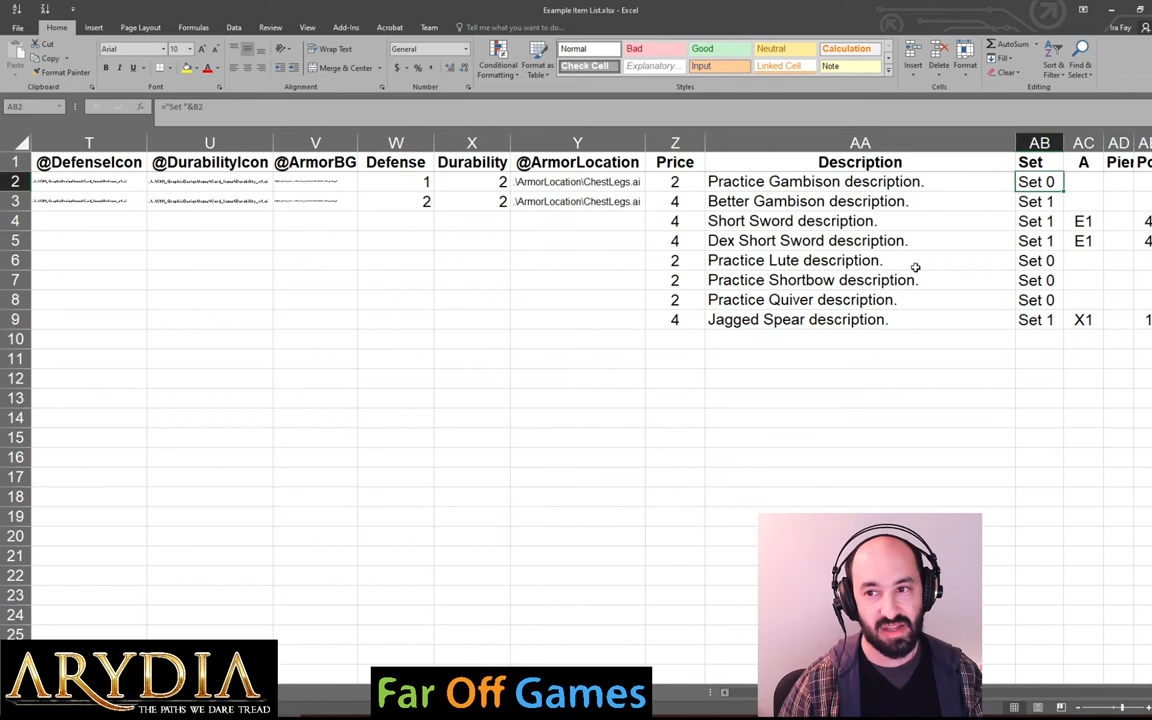 Example Item List.xlsx - Excel
Ira Fay
File Home Insert Page Layout Formulas Data Review View Add-Ins Acrobat Team Tell me what you want to do...
Cut
Copy
Format Painter
Paste
Clipboard
Arial 10
B I U
Font
Wrap Text
Merge & Center
Alignment
General
$ % ,
Number
Conditional Formatting
Format as Table
Normal Bad Good Neutral Calculation
Check Cell Explanatory... Input Linked Cell Note
Styles
Insert Delete Format
Cells
AutoSum
Fill
Clear
Sort & Filter
Find & Select
Editing
AB2 ="Set "&B2
T U V W X Y Z AA AB AC AD
1 @DefenseIcon @DurabilityIcon @ArmorBG Defense Durability @ArmorLocation Price Description Set A
2 1 2 .\ArmorLocation\ChestLegs.ai 2 Practice Gambison description. Set 0
3 2 2 .\ArmorLocation\ChestLegs.ai 4 Better Gambison description. Set 1
4 4 Short Sword description. Set 1 E1 4
5 4 Dex Short Sword description. Set 1 E1 4
6 2 Practice Lute description. Set 0
7 2 Practice Shortbow description. Set 0
8 2 Practice Quiver description. Set 0
9 4 Jagged Spear description. Set 1 X1 1
10
11
12
13
14
15
16
17
18
19
20
21
22
23
24
25
ARYDIA
THE PATHS WE DARE TREAD
Far Off Games